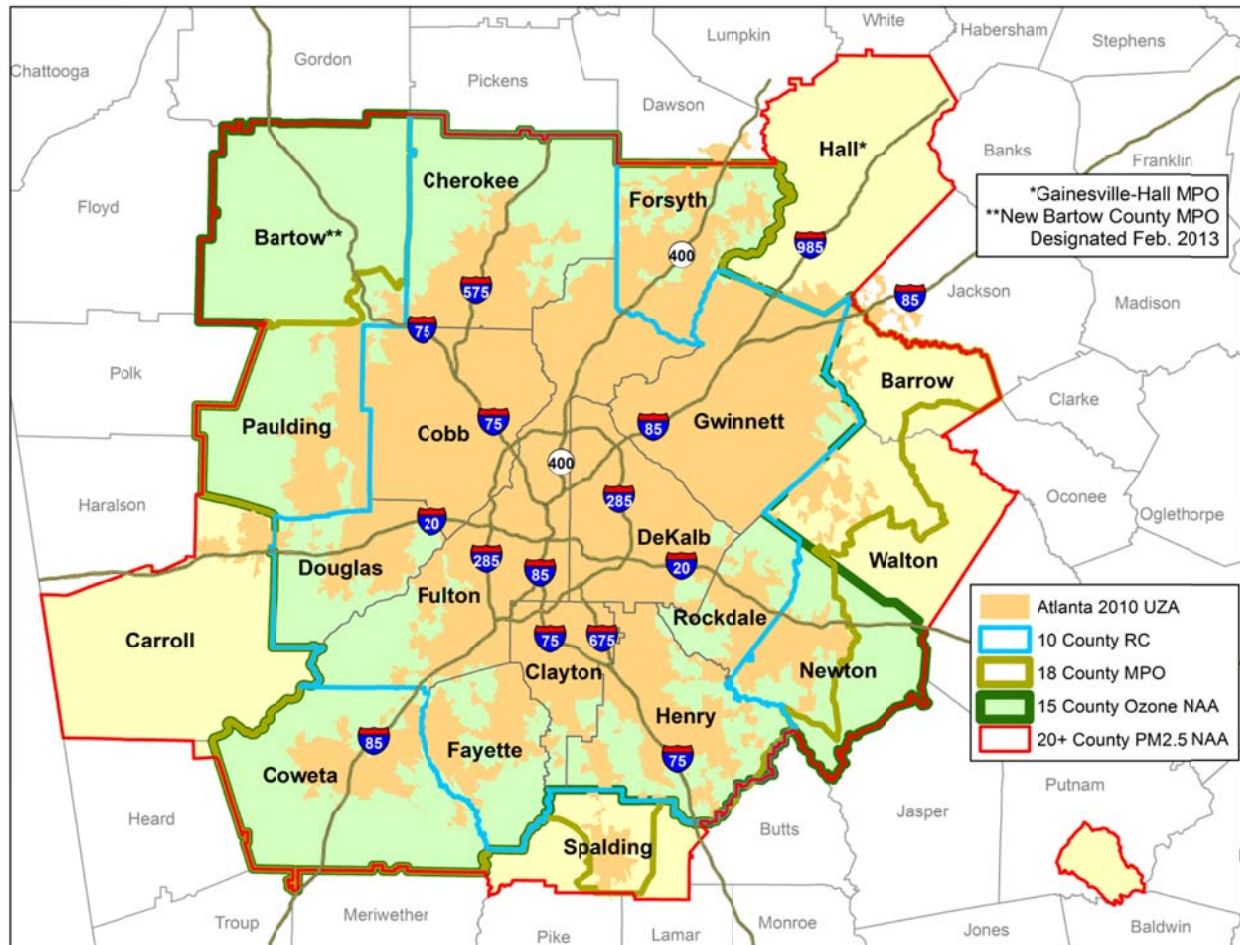 White
Habersham
Lumpkin
Stephens
Gordon
Chattooga
Pickens
Dawson
Hall*
Banks
Franklin
Cherokee
Forsyth
*Gainesville-Hall MPO
**New Bartow County MPO
Designated Feb. 2013
Floyd
Bartow**
400
985
575
85
Jackson
Madison
75
Polk
Barrow
Clarke
Paulding
Cobb
75
85
Gwinnett
400
Haralson
285
Oconee
Oglethorpe
20
DeKalb
Walton
Douglas
285
85
20
Fulton
Atlanta 2010 UZA
Rockdale
10 County RC
Carroll
75
675
18 County MPO
Clayton
Newton
15 County Ozone NAA
Henry
20+ County PM2.5 NAA
85
Fayette
75
Coweta
Putnam
Heard
Jasper
Butts
Spalding
Troup
Meriwether
Pike
Lamar
Monroe
Jones
Baldwin